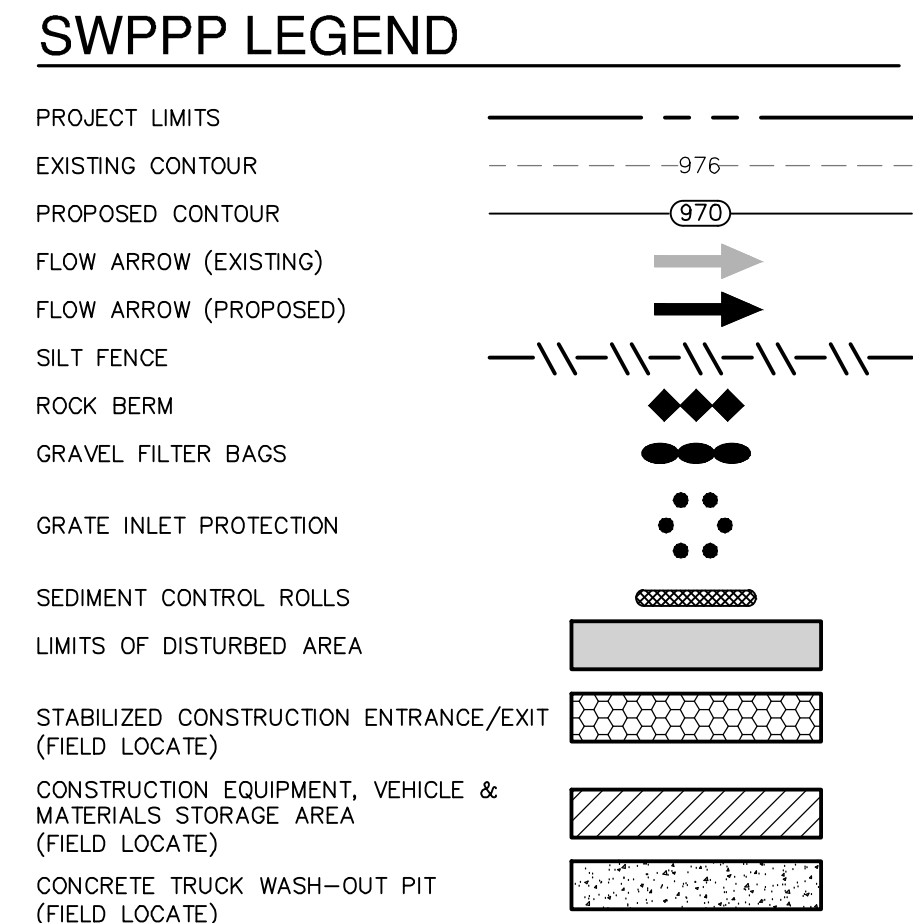 SWPPP LEGEND
PROJECT LIMITS
EXISTING CONTOUR 976
PROPOSED CONTOUR 970
FLOW ARROW (EXISTING)
FLOW ARROW (PROPOSED)
SILT FENCE
ROCK BERM
GRAVEL FILTER BAGS
GRATE INLET PROTECTION
SEDIMENT CONTROL ROLLS
LIMITS OF DISTURBED AREA
STABILIZED CONSTRUCTION ENTRANCE/EXIT
(FIELD LOCATE)
CONSTRUCTION EQUIPMENT, VEHICLE &
MATERIALS STORAGE AREA
(FIELD LOCATE)
CONCRETE TRUCK WASH-OUT PIT
(FIELD LOCATE)